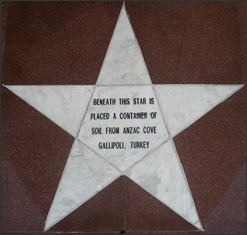 BENEATH THIS STAR IS
PLACED A CONTAINER OF
SOIL FROM ANZAC COVE
GALLIPOLI, TURKEY